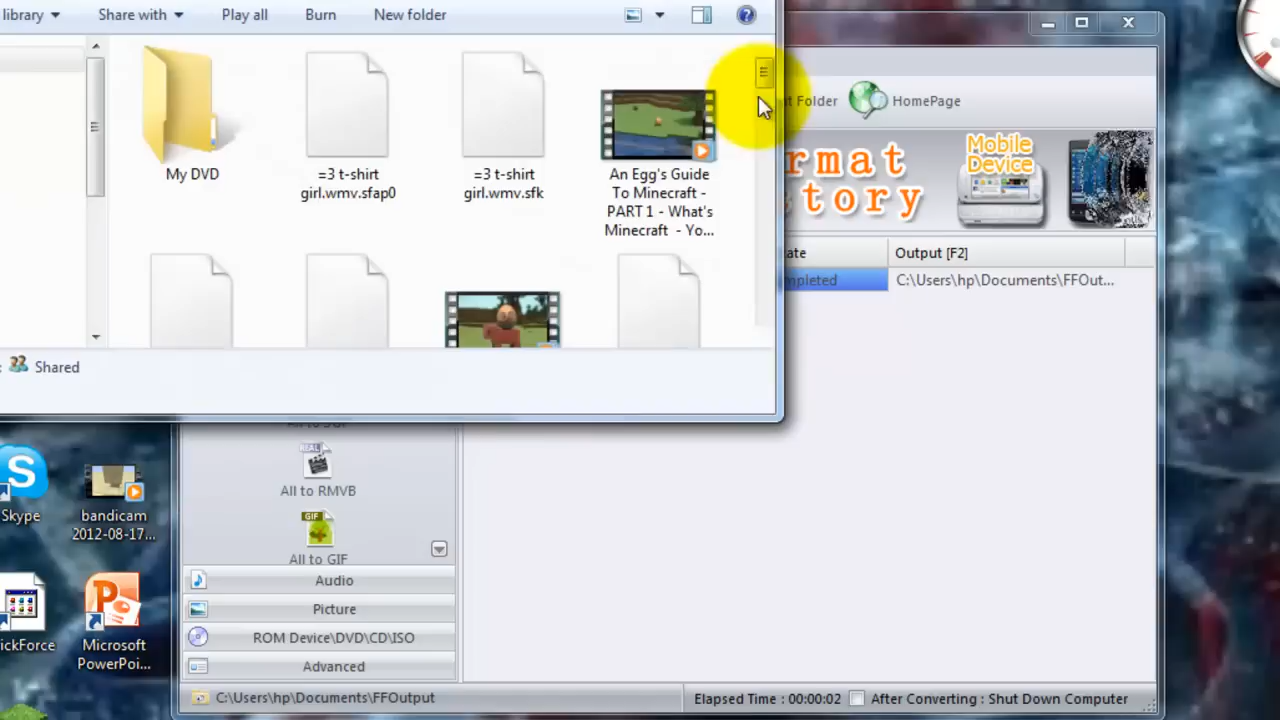 library
Share with
Play all
Burn
New folder
My DVD
=3 t-shirt
girl.wmv.sfap0
=3 t-shirt
girl.wmv.sfk
An Egg's Guide
To Minecraft -
PART 1 - What's
Minecraft - Yo...
Shared
Folder
HomePage
rmat
tory
Mobile
Device
ate
Output [F2]
mpleted
C:\Users\hp\Documents\FFOut...
All to RMVB
GIF
All to GIF
Audio
Picture
ROM Device\DVD\CD\ISO
Advanced
C:\Users\hp\Documents\FFOutput
Elapsed Time : 00:00:02
After Converting : Shut Down Computer
Skype
bandicam
2012-08-17...
ickForce
Microsoft
PowerPoi...